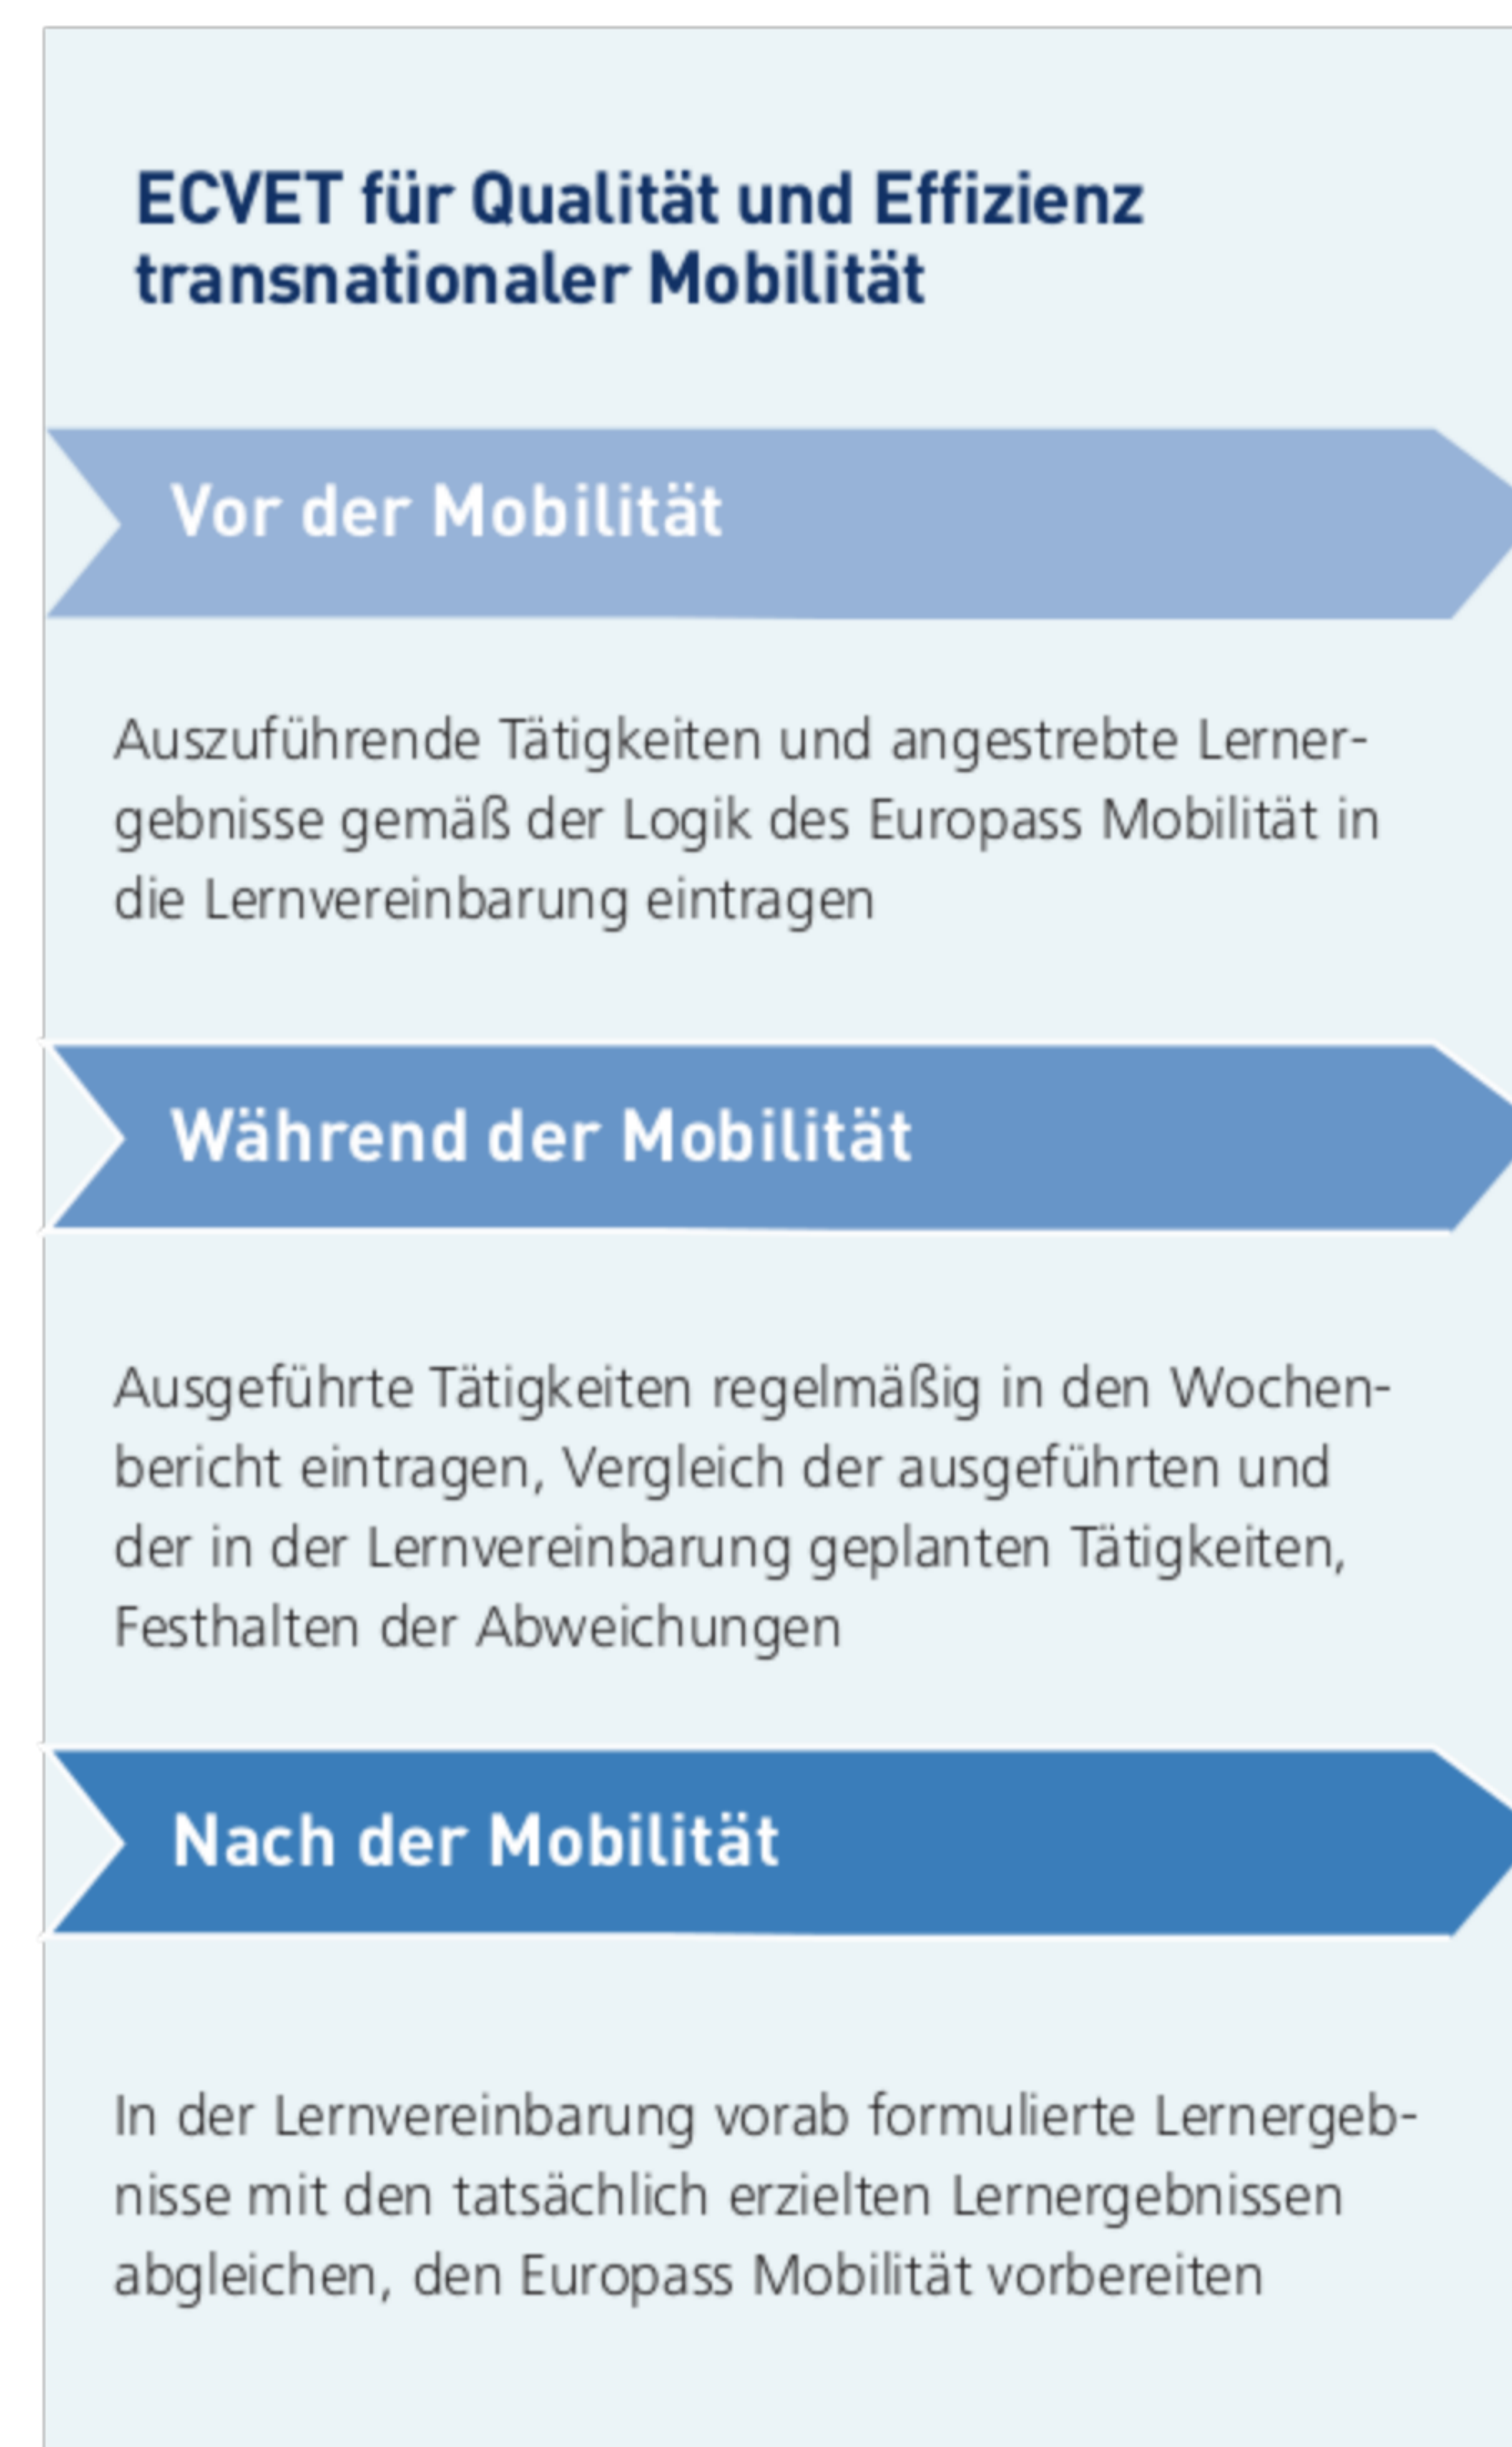 ECVET für Qualität und Effizienz
transnationaler Mobilität
Vor der Mobilität
Auszuführende Tätigkeiten und angestrebte Lerner-
gebnisse gemäß der Logik des Europass Mobilität in
die Lernvereinbarung eintragen
Während der Mobilität
Ausgeführte Tätigkeiten regelmäßig in den Wochen-
bericht eintragen, Vergleich der ausgeführten und
der in der Lernvereinbarung geplanten Tätigkeiten,
Festhalten der Abweichungen
Nach der Mobilität
In der Lernvereinbarung vorab formulierte Lernergeb-
nisse mit den tatsächlich erzielten Lernergebnissen
abgleichen, den Europass Mobilität vorbereiten